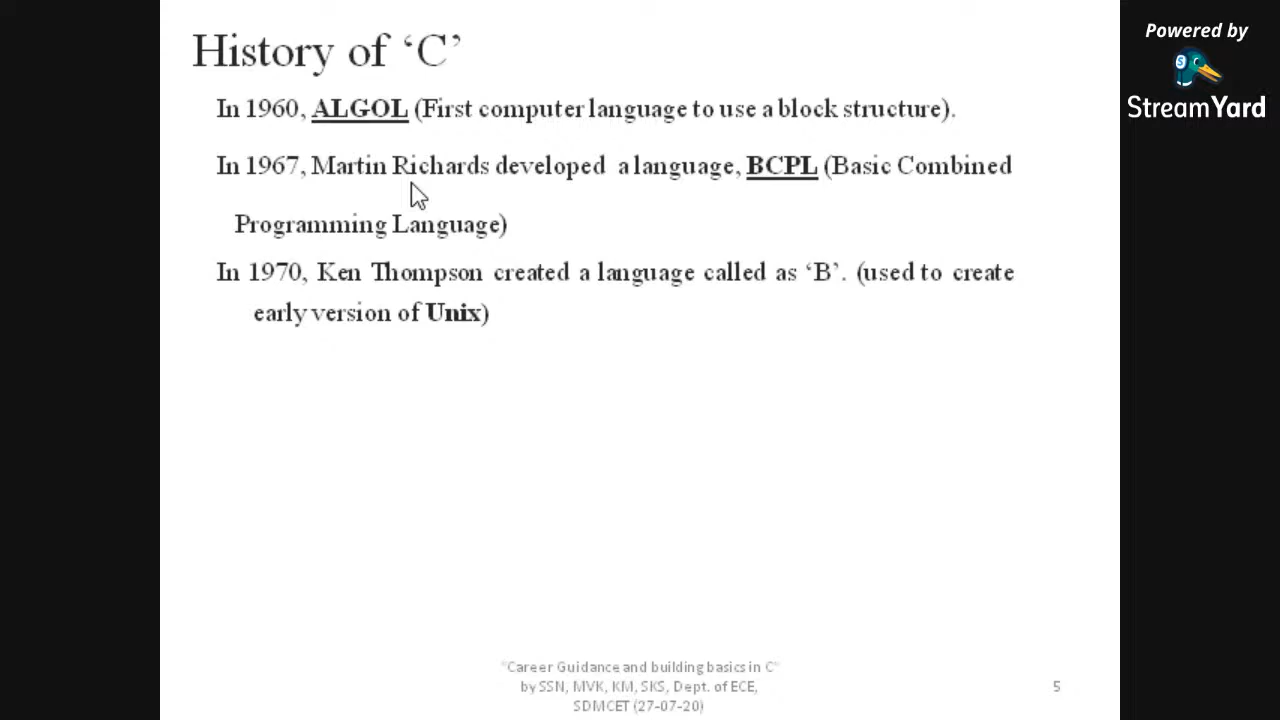 History of ‘C’
Powered by
StreamYard
In 1960, ALGOL (First computer language to use a block structure).
In 1967, Martin Richards developed a language, BCPL (Basic Combined
Programming Language)
In 1970, Ken Thompson created a language called as ‘B’. (used to create
early version of Unix)
"Career Guidance and building basics in C"
by SSN, MVK, KM, SKS, Dept. of ECE,
SDMCET (27-07-20)
5